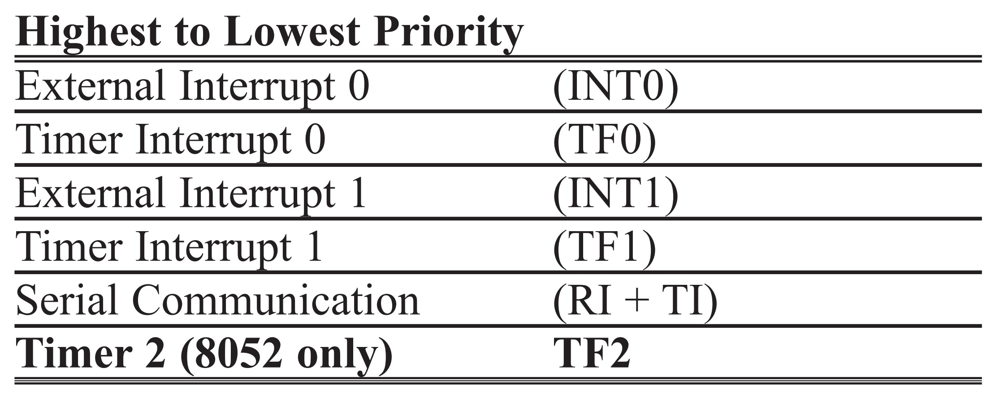 Highest to Lowest Priority
External Interrupt 0 (INT0)
Timer Interrupt 0 (TF0)
External Interrupt 1 (INT1)
Timer Interrupt 1 (TF1)
Serial Communication (RI + TI)
Timer 2 (8052 only) TF2